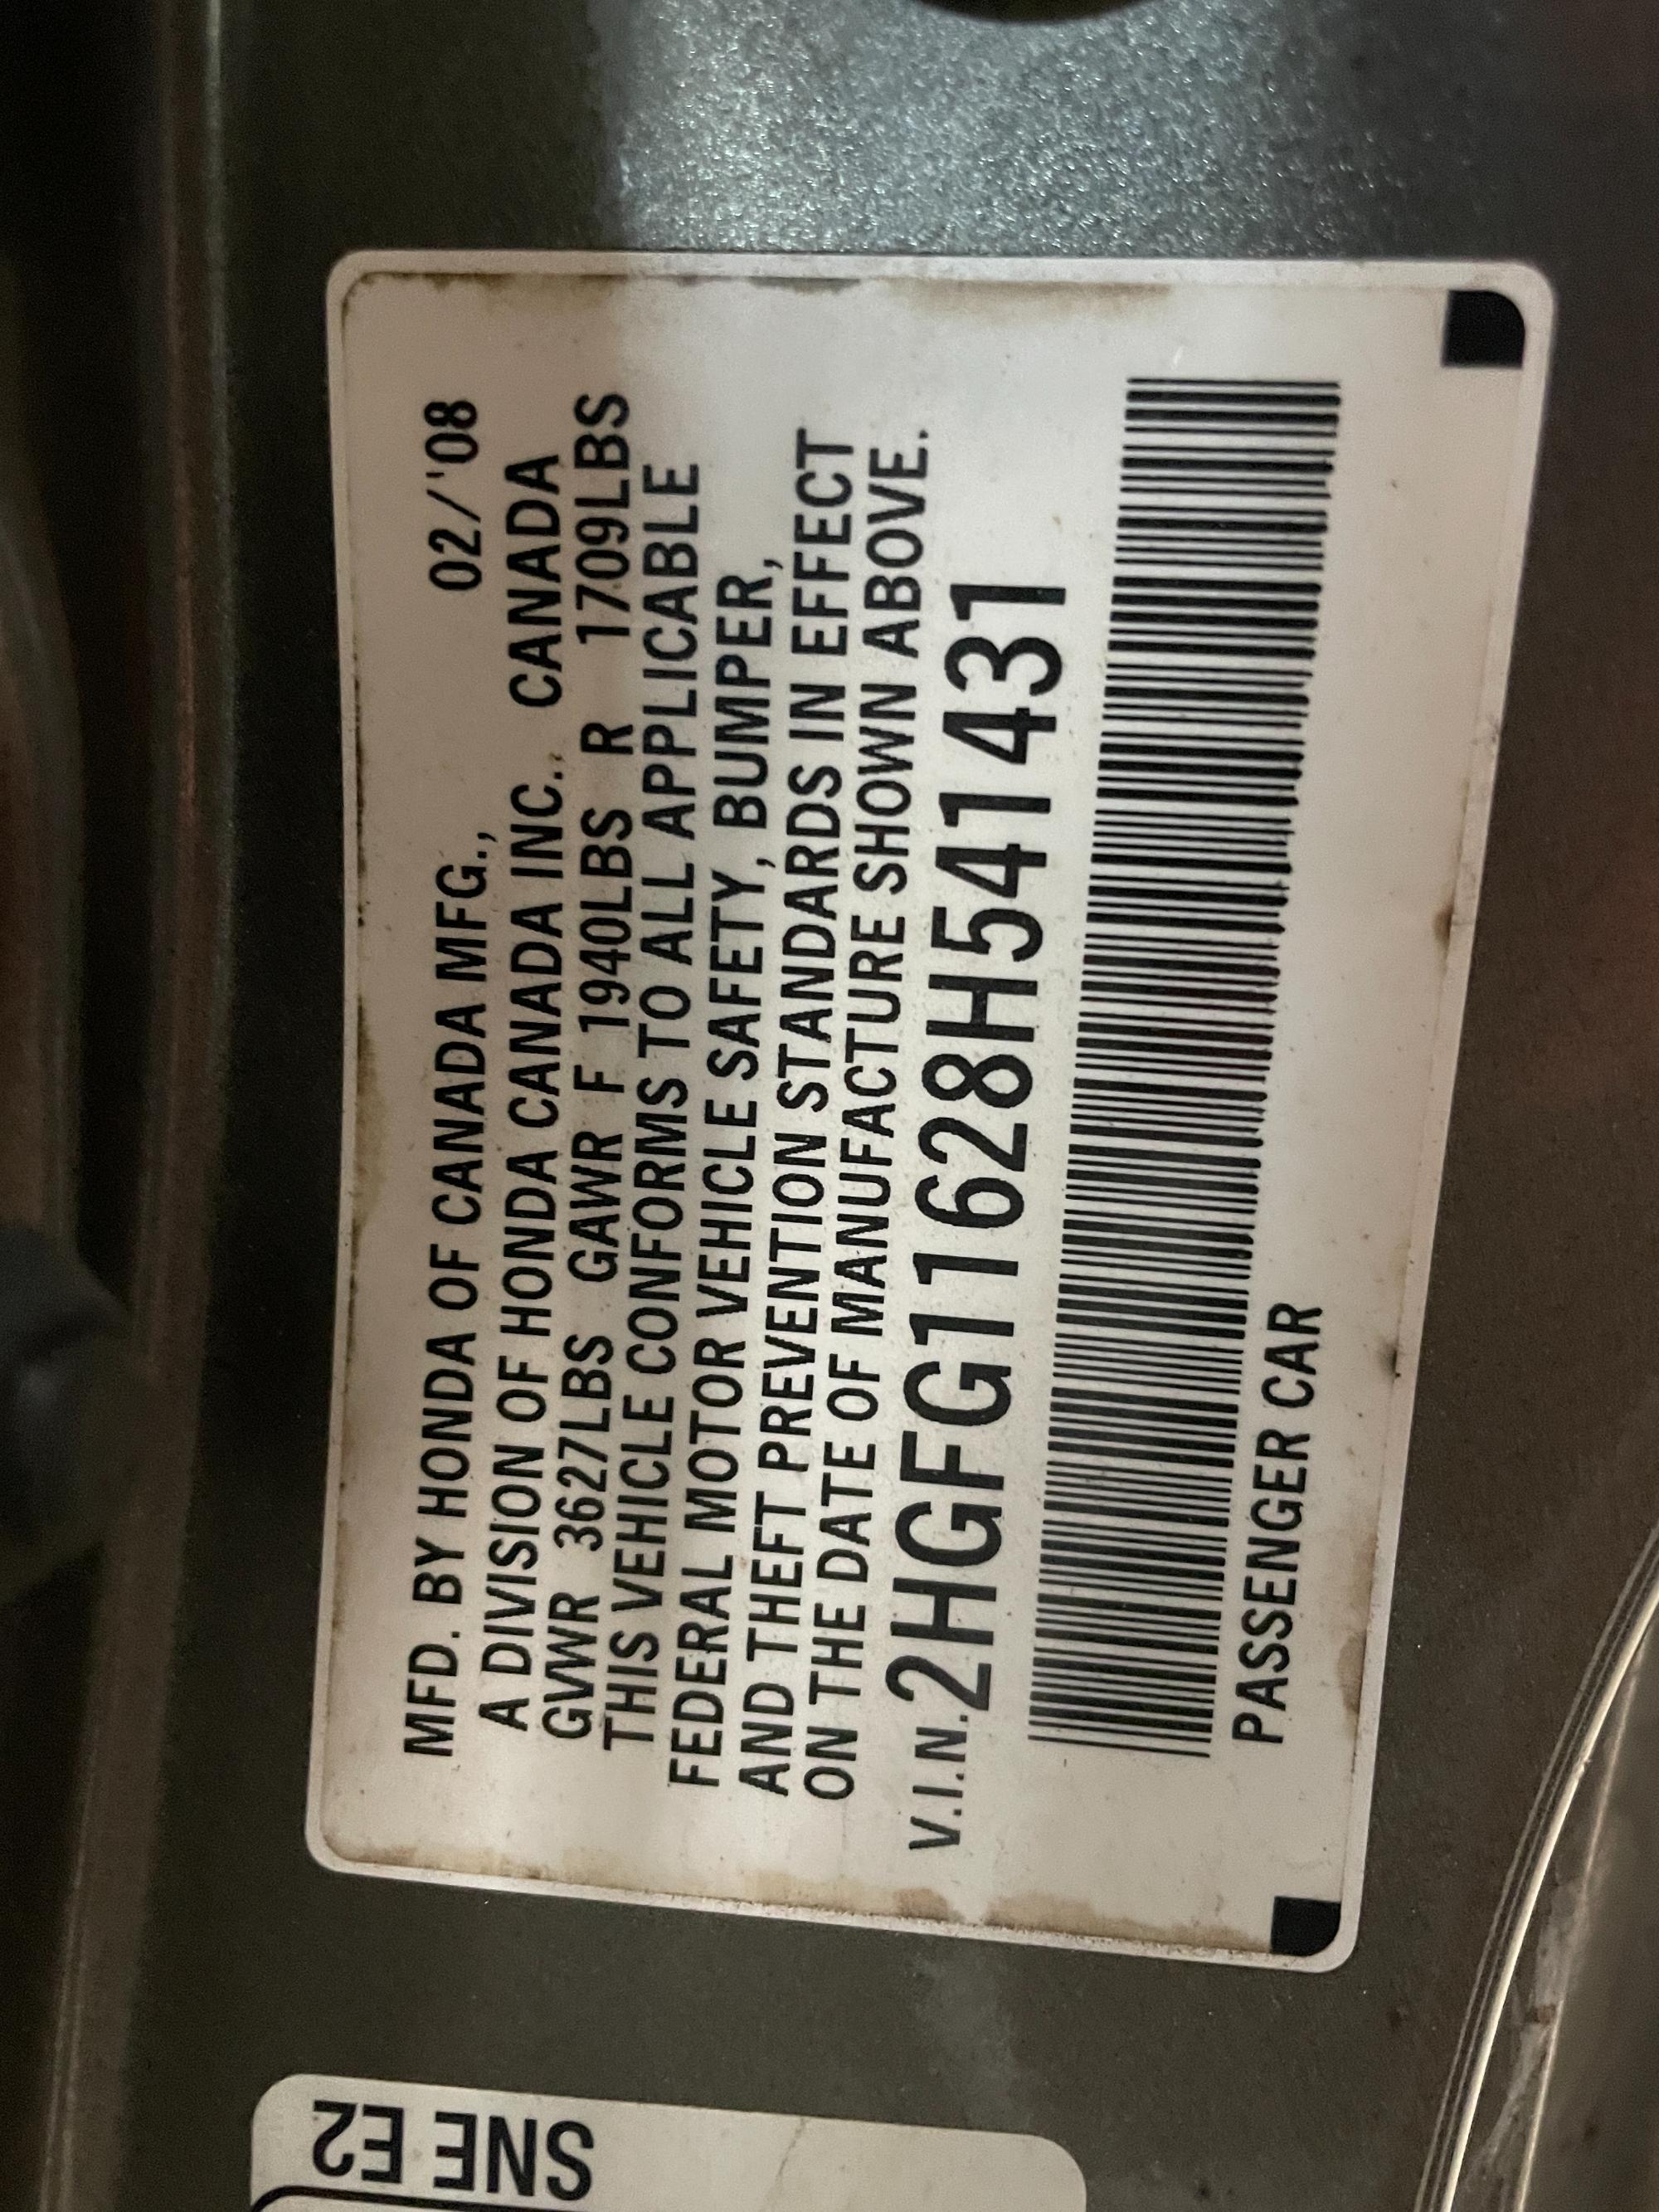 MFD. BY HONDA OF CANADA MFG., 02/'08
A DIVISION OF HONDA CANADA INC., CANADA
GVWR 3627LBS GAWR F 1940LBS R 1709LBS
THIS VEHICLE CONFORMS TO ALL APPLICABLE
FEDERAL MOTOR VEHICLE SAFETY, BUMPER,
AND THEFT PREVENTION STANDARDS IN EFFECT
ON THE DATE OF MANUFACTURE SHOWN ABOVE.
V.I.N. 2HGFG11628H541431
PASSENGER CAR
SNE E2